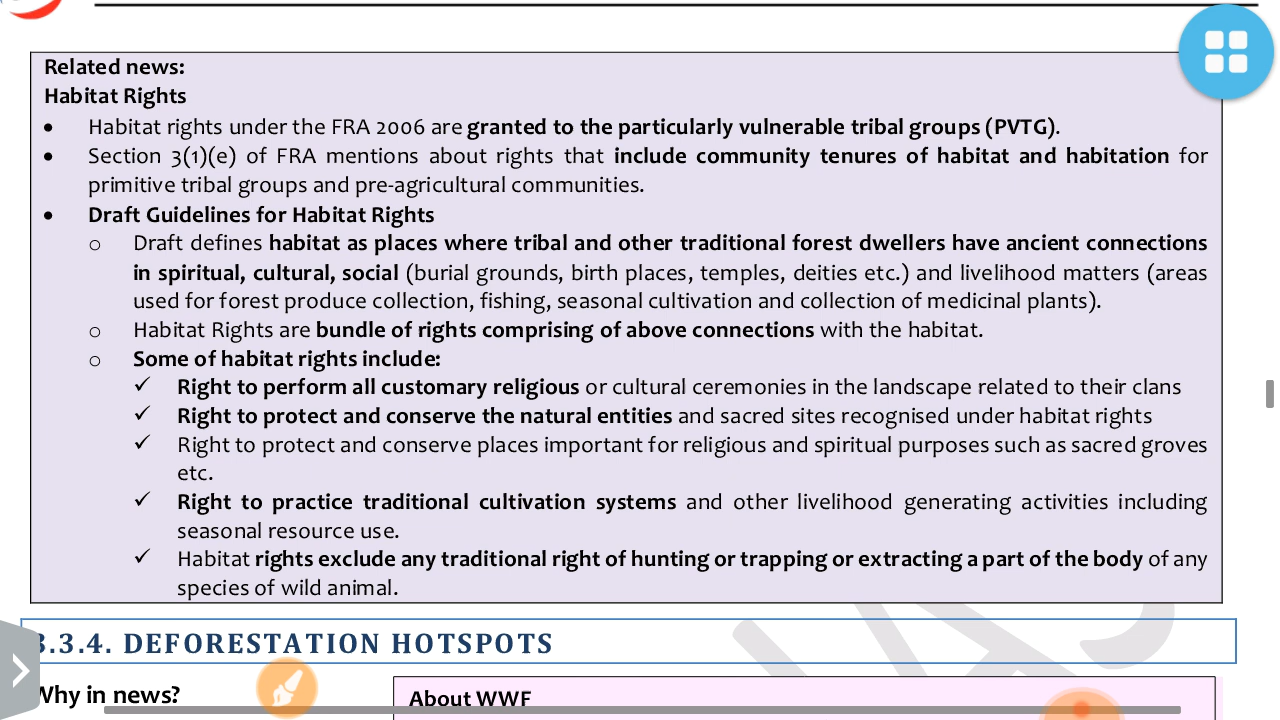 Related news:
Habitat Rights
• Habitat rights under the FRA 2006 are granted to the particularly vulnerable tribal groups (PVTG).
• Section 3(1)(e) of FRA mentions about rights that include community tenures of habitat and habitation for
primitive tribal groups and pre-agricultural communities.
• Draft Guidelines for Habitat Rights
o Draft defines habitat as places where tribal and other traditional forest dwellers have ancient connections
in spiritual, cultural, social (burial grounds, birth places, temples, deities etc.) and livelihood matters (areas
used for forest produce collection, fishing, seasonal cultivation and collection of medicinal plants).
o Habitat Rights are bundle of rights comprising of above connections with the habitat.
o Some of habitat rights include:
✓ Right to perform all customary religious or cultural ceremonies in the landscape related to their clans
✓ Right to protect and conserve the natural entities and sacred sites recognised under habitat rights
✓ Right to protect and conserve places important for religious and spiritual purposes such as sacred groves
etc.
✓ Right to practice traditional cultivation systems and other livelihood generating activities including
seasonal resource use.
✓ Habitat rights exclude any traditional right of hunting or trapping or extracting a part of the body of any
species of wild animal.
3.3.4. DEFORESTATION HOTSPOTS
Why in news?
About WWF